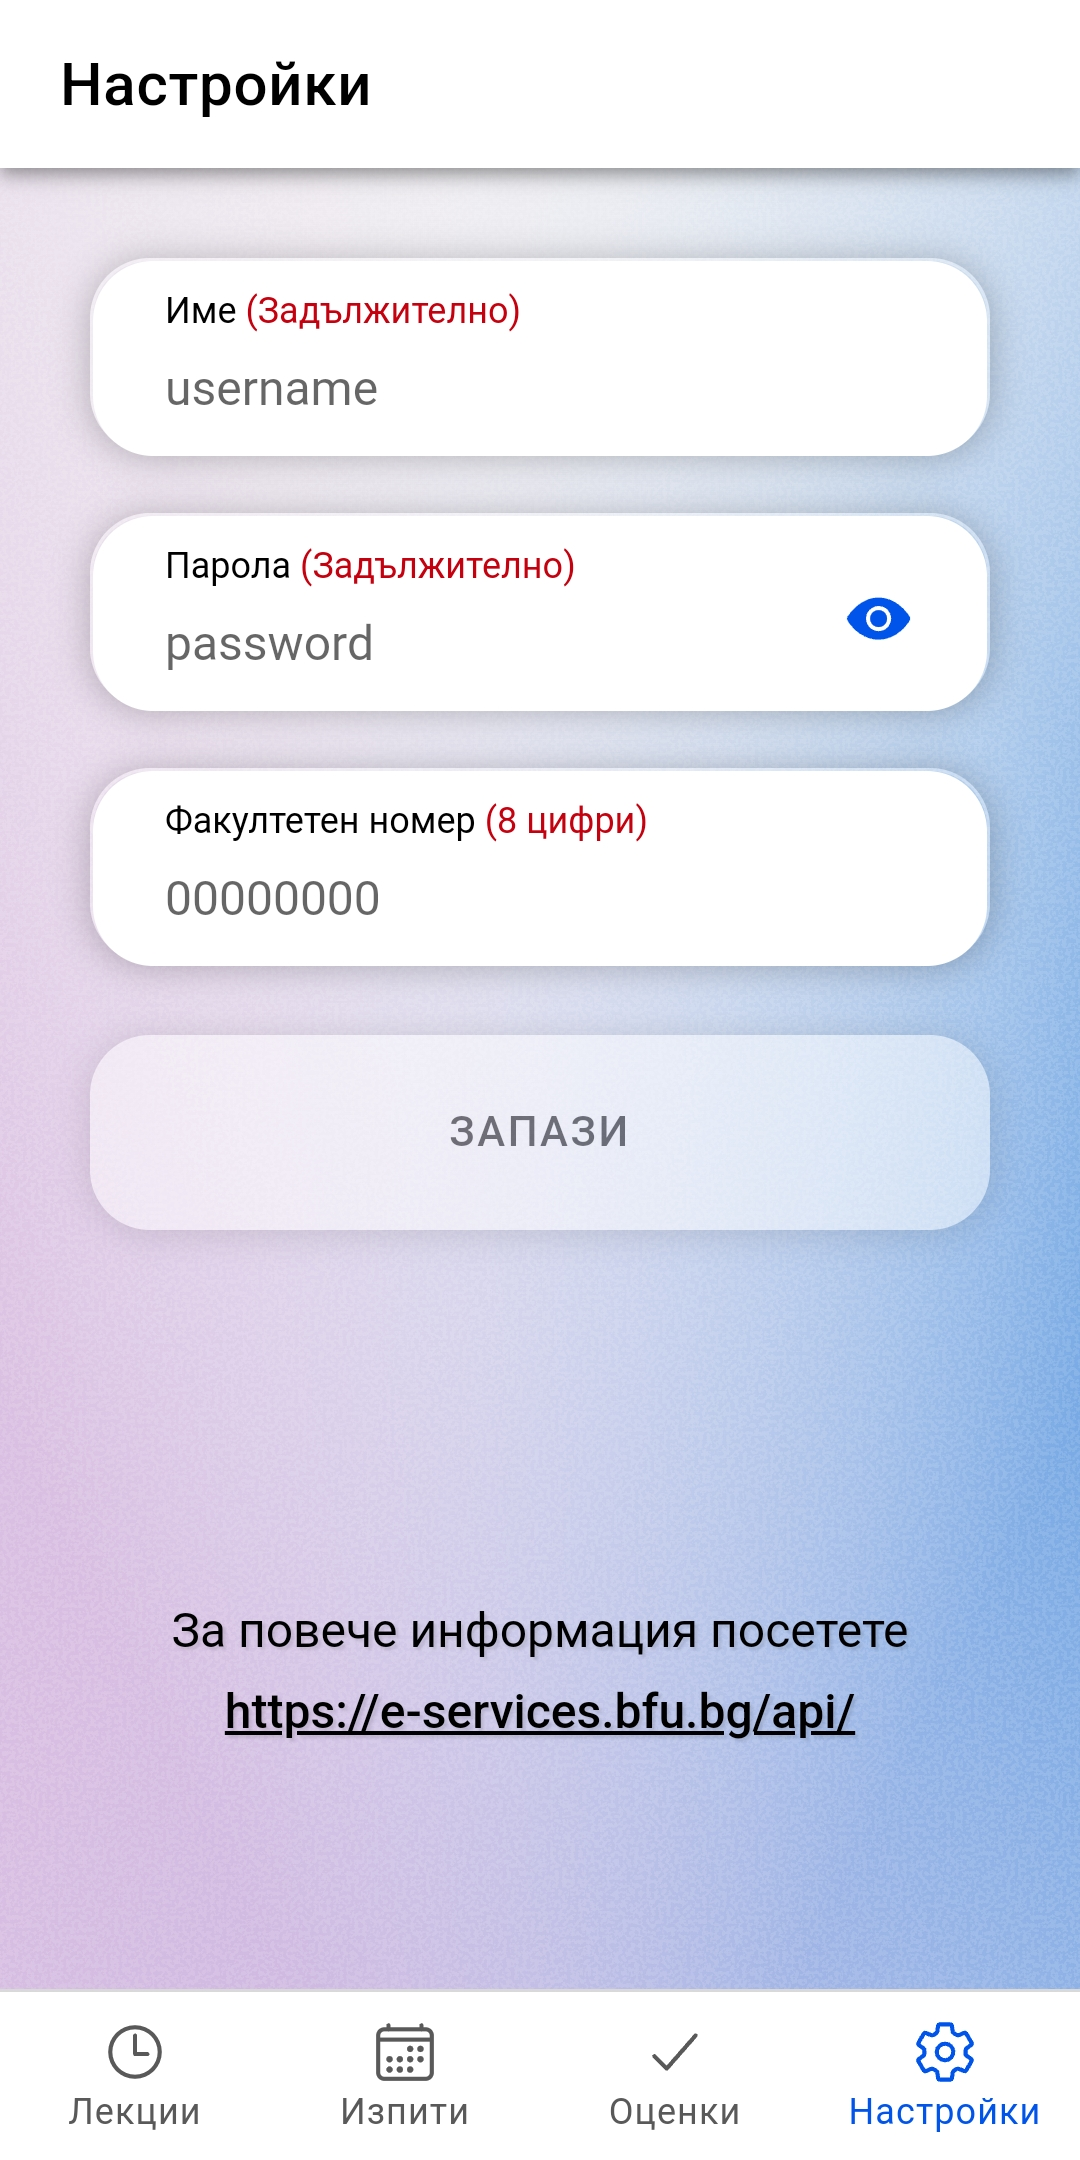 Настройки
Име (Задължително)
username
Парола (Задължително)
password
Факултетен номер (8 цифри)
00000000
ЗАПАЗИ
За повече информация посетете
https://e-services.bfu.bg/api/
Лекции
Изпити
Оценки
Настройки